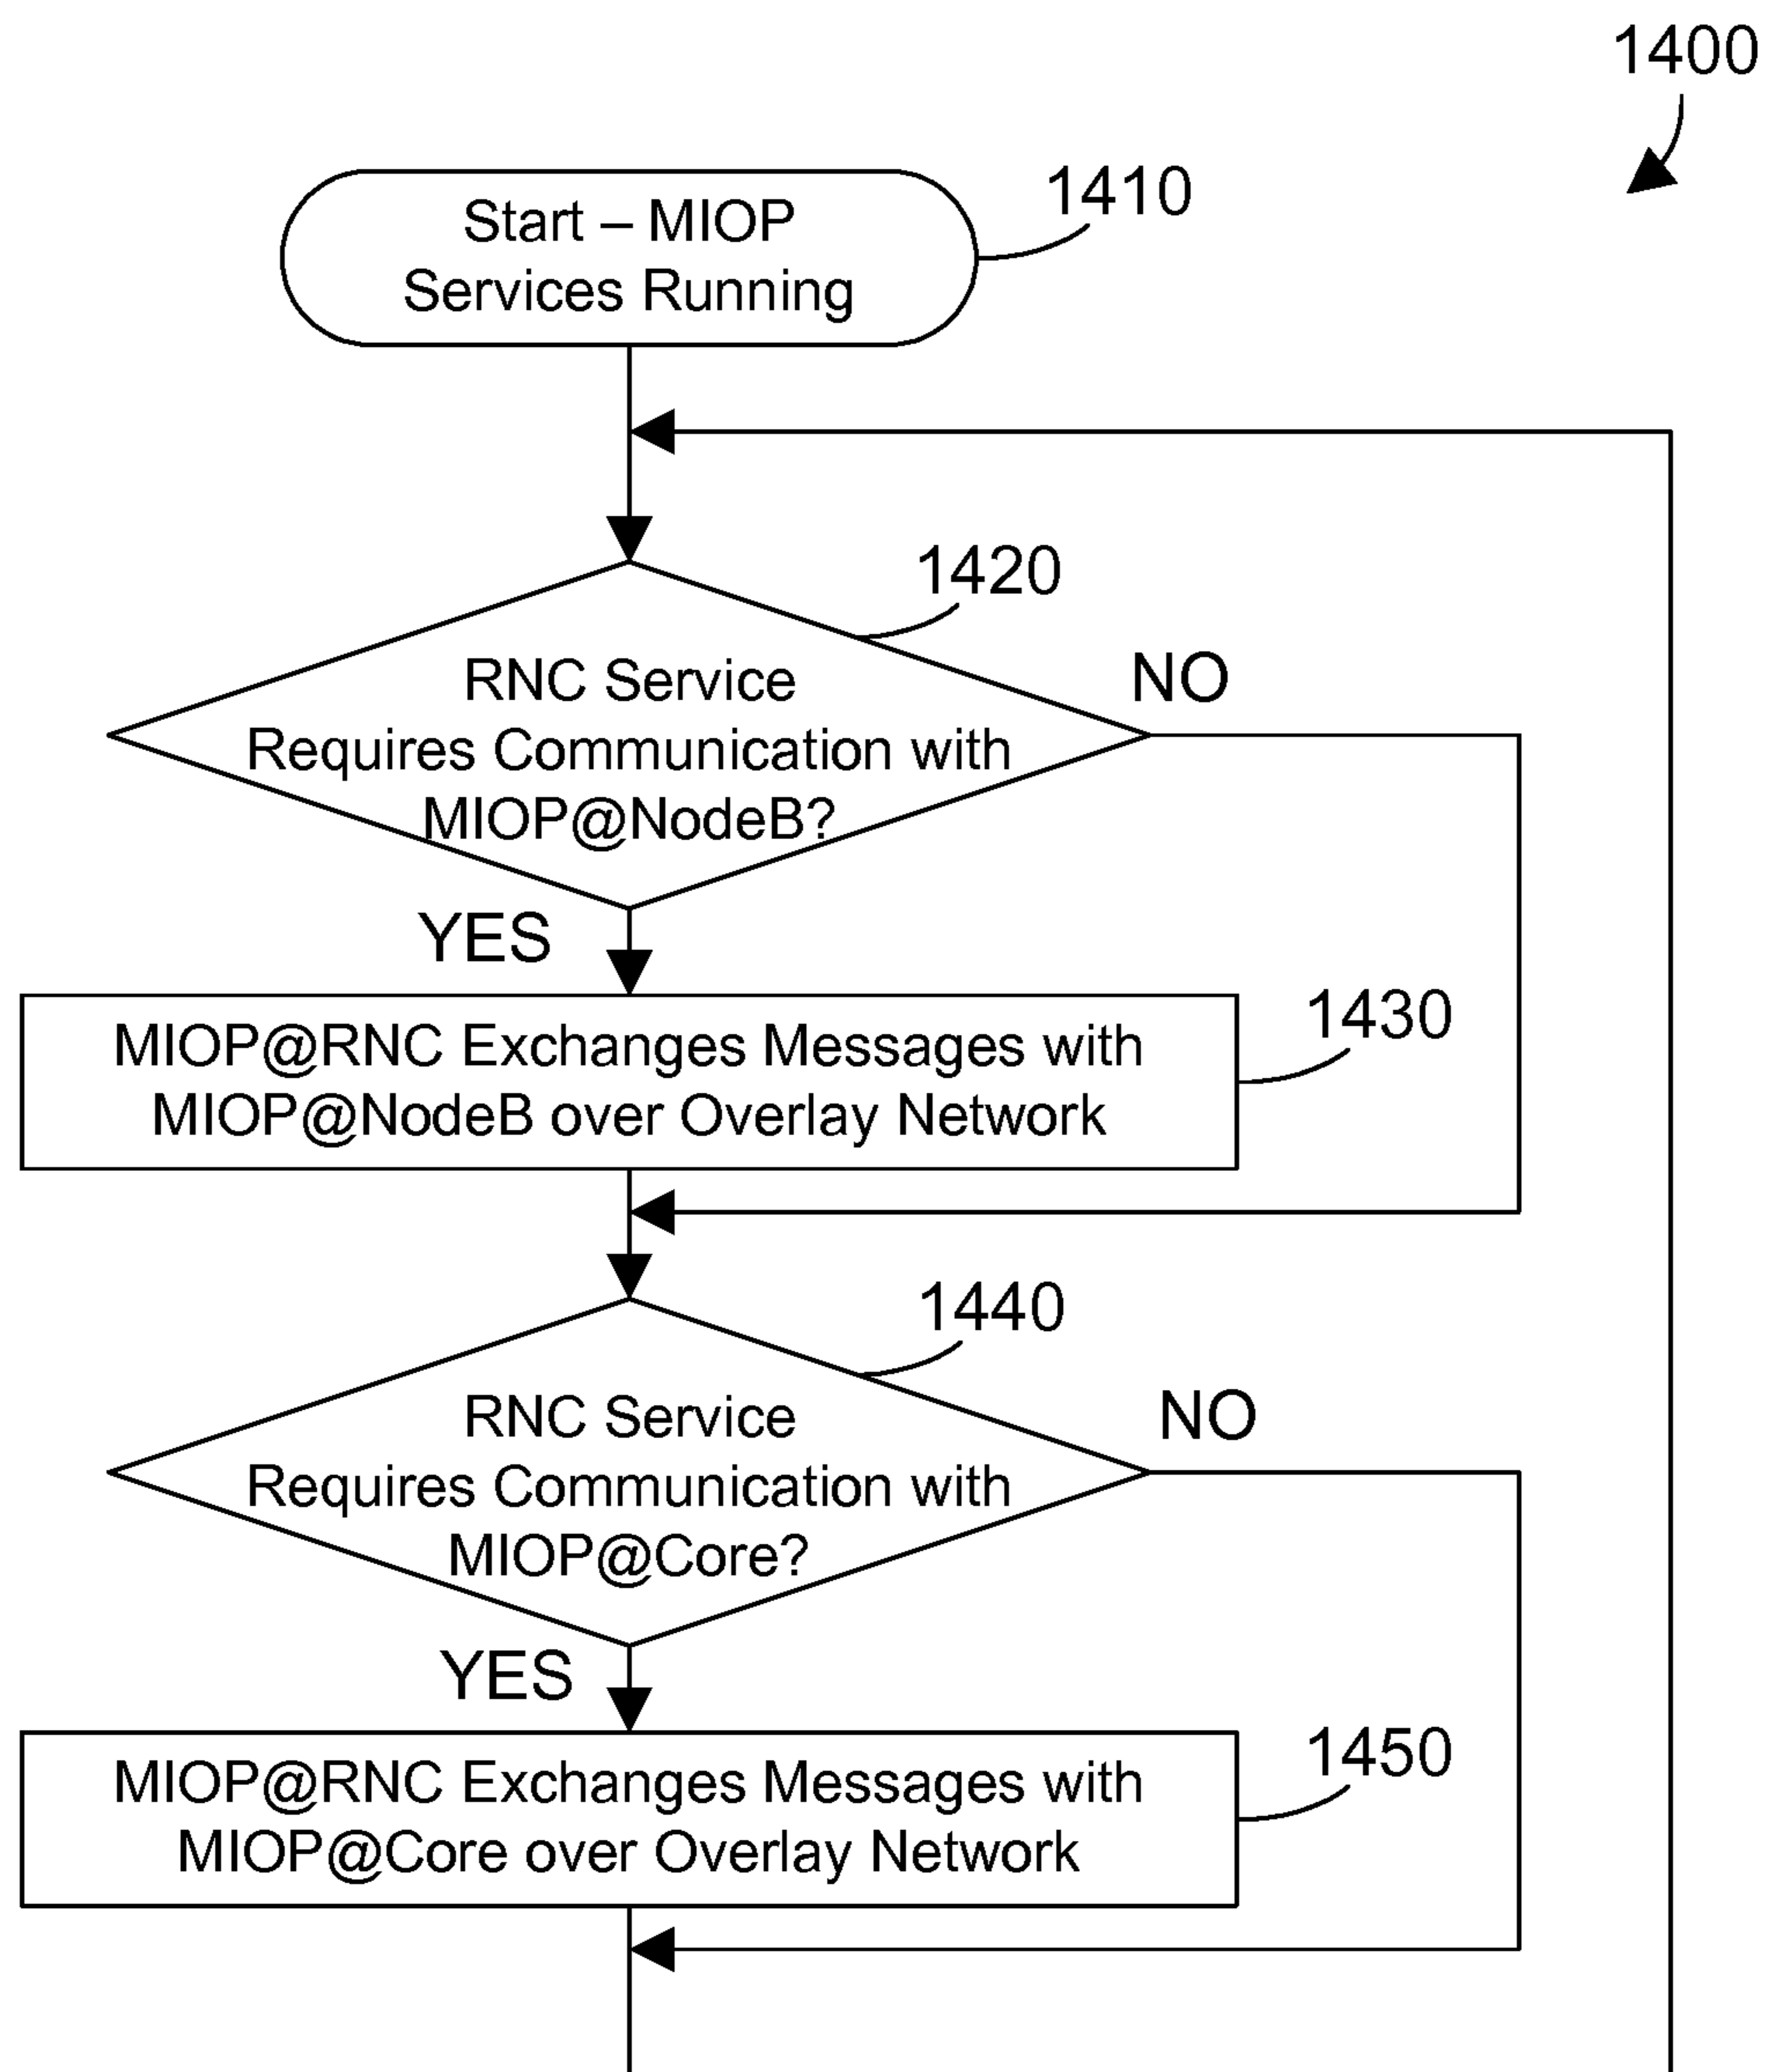 1400
Start – MIOP
Services Running
1410
1420
RNC Service
Requires Communication with
MIOP@NodeB?
NO
YES
1430
MIOP@RNC Exchanges Messages with
MIOP@NodeB over Overlay Network
1440
RNC Service
Requires Communication with
MIOP@Core?
NO
YES
1450
MIOP@RNC Exchanges Messages with
MIOP@Core over Overlay Network